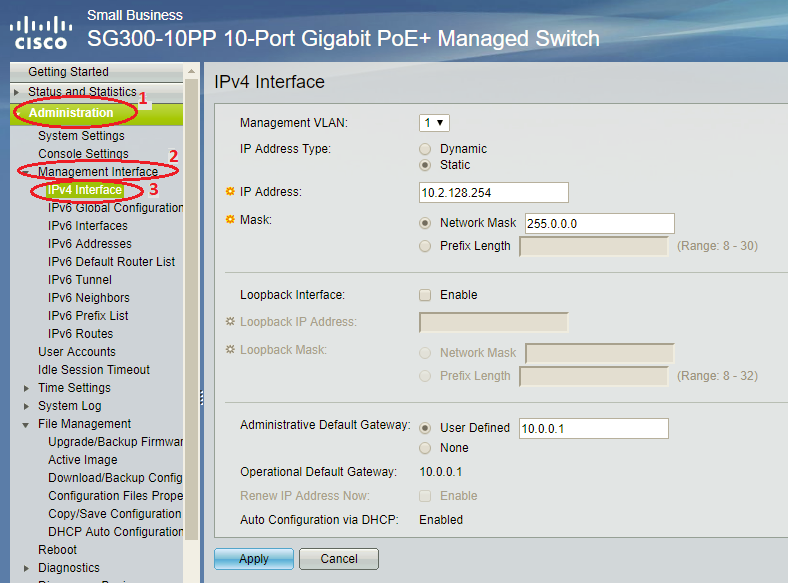 Small Business
cisco
SG300-10PP 10-Port Gigabit PoE+ Managed Switch
Getting Started
Status and Statistics
1
Administration
System Settings
Console Settings
2
Management Interface
IPv4 Interface
3
IPv6 Global Configuration
IPv6 Interfaces
IPv6 Addresses
IPv6 Default Router List
IPv6 Tunnel
IPv6 Neighbors
IPv6 Prefix List
IPv6 Routes
User Accounts
Idle Session Timeout
Time Settings
System Log
File Management
Upgrade/Backup Firmwar
Active Image
Download/Backup Config
Configuration Files Prope
Copy/Save Configuration
DHCP Auto Configuration
Reboot
Diagnostics
IPv4 Interface
Management VLAN: 1
IP Address Type: Dynamic
Static
IP Address: 10.2.128.254
Mask: Network Mask 255.0.0.0
Prefix Length (Range: 8 - 30)
Loopback Interface: Enable
Loopback IP Address:
Loopback Mask: Network Mask
Prefix Length (Range: 8 - 32)
Administrative Default Gateway: User Defined 10.0.0.1
None
Operational Default Gateway: 10.0.0.1
Renew IP Address Now: Enable
Auto Configuration via DHCP: Enabled
Apply Cancel